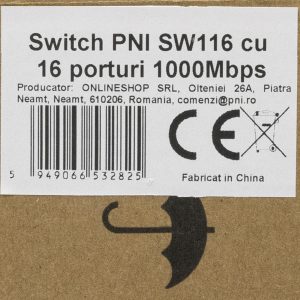 Switch PNI SW116 cu
16 porturi 1000Mbps
Producator: ONLINESHOP SRL, Olteniei 26A, Piatra
Neamt, Neamt, 610206, Romania, comenzi@pni.ro
5 949066 532825
CE
Fabricat in China